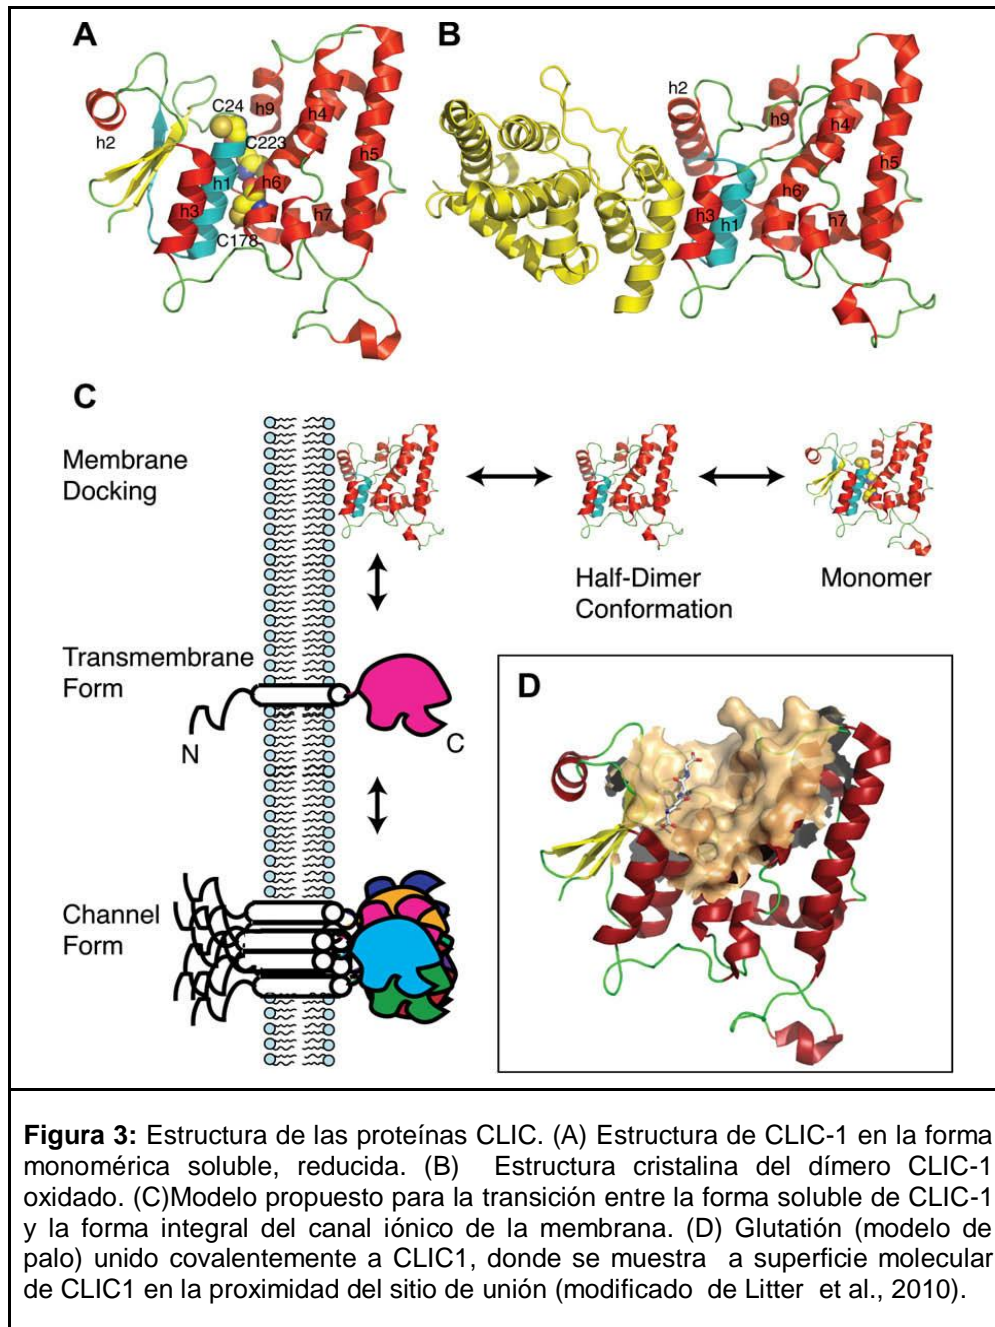 A
B
C24
h9
h4
h2
C223
h5
h1
h6
h3
h7
C178
h2
h9
h4
h5
h6
h3
h1
h7
C
Membrane
Docking
Half-Dimer
Conformation
Monomer
Transmembrane
Form
N
C
D
Channel
Form
Figura 3: Estructura de las proteínas CLIC. (A) Estructura de CLIC-1 en la forma
monomérica soluble, reducida. (B) Estructura cristalina del dímero CLIC-1
oxidado. (C)Modelo propuesto para la transición entre la forma soluble de CLIC-1
y la forma integral del canal iónico de la membrana. (D) Glutatión (modelo de
palo) unido covalentemente a CLIC1, donde se muestra a superficie molecular
de CLIC1 en la proximidad del sitio de unión (modificado de Litter et al., 2010).